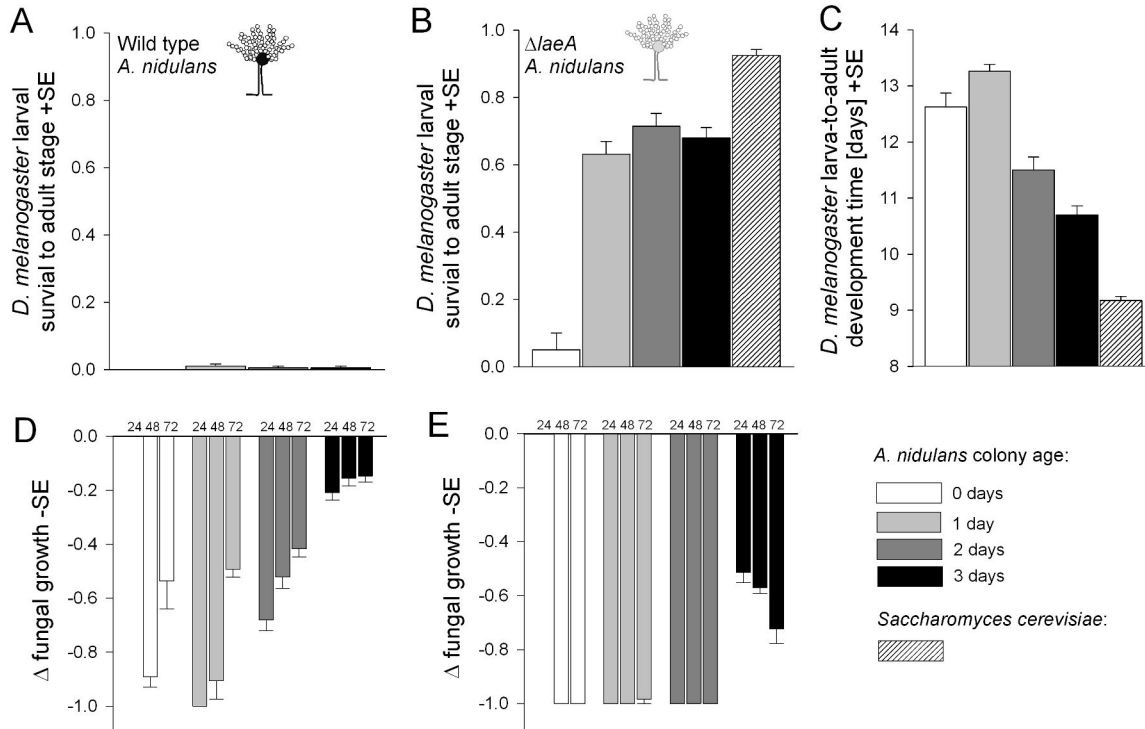 A
Wild type
A. nidulans
D. melanogaster larval
survial to adult stage +SE
1.0
0.8
0.6
0.4
0.2
0.0
B
ΔlaeA
A. nidulans
D. melanogaster larval
survial to adult stage +SE
1.0
0.8
0.6
0.4
0.2
0.0
C
D. melanogaster larva-to-adult
development time [days] +SE
14
13
12
11
10
9
8
D
24 48 72 24 48 72 24 48 72 24 48 72
Δ fungal growth -SE
0.0
-0.2
-0.4
-0.6
-0.8
-1.0
E
24 48 72 24 48 72 24 48 72 24 48 72
Δ fungal growth -SE
0.0
-0.2
-0.4
-0.6
-0.8
-1.0
A. nidulans colony age:
0 days
1 day
2 days
3 days
Saccharomyces cerevisiae: